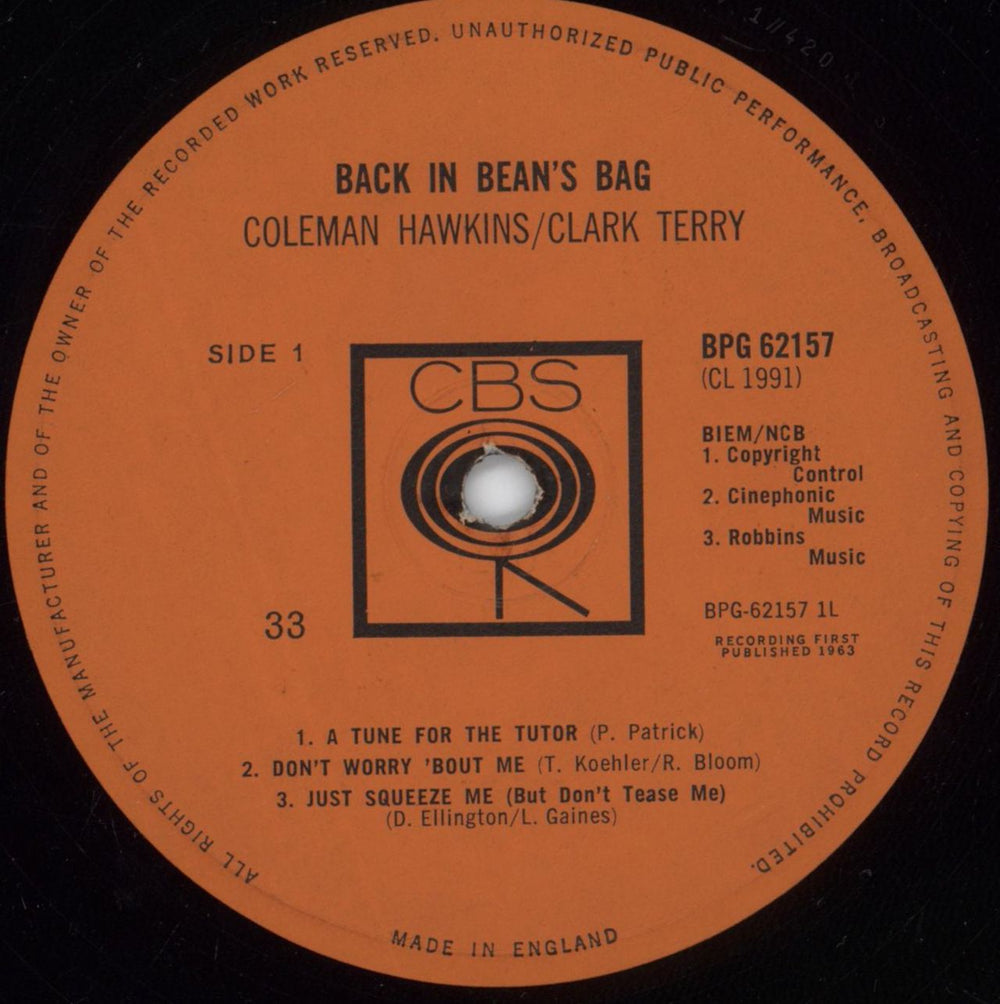 ALL RIGHTS OF THE MANUFACTURER AND OF THE OWNER OF THE RECORDED WORK RESERVED. UNAUTHORIZED PUBLIC PERFORMANCE, BROADCASTING AND COPYING OF THIS RECORD PROHIBITED.
BACK IN BEAN'S BAG
COLEMAN HAWKINS/CLARK TERRY
SIDE 1
CBS
BPG 62157
(CL 1991)
BIEM/NCB
1. Copyright
Control
2. Cinephonic
Music
3. Robbins
Music
33
BPG-62157 1L
RECORDING FIRST
PUBLISHED 1963
1. A TUNE FOR THE TUTOR (P. Patrick)
2. DON'T WORRY 'BOUT ME (T. Koehler/R. Bloom)
3. JUST SQUEEZE ME (But Don't Tease Me)
(D. Ellington/L. Gaines)
MADE IN ENGLAND